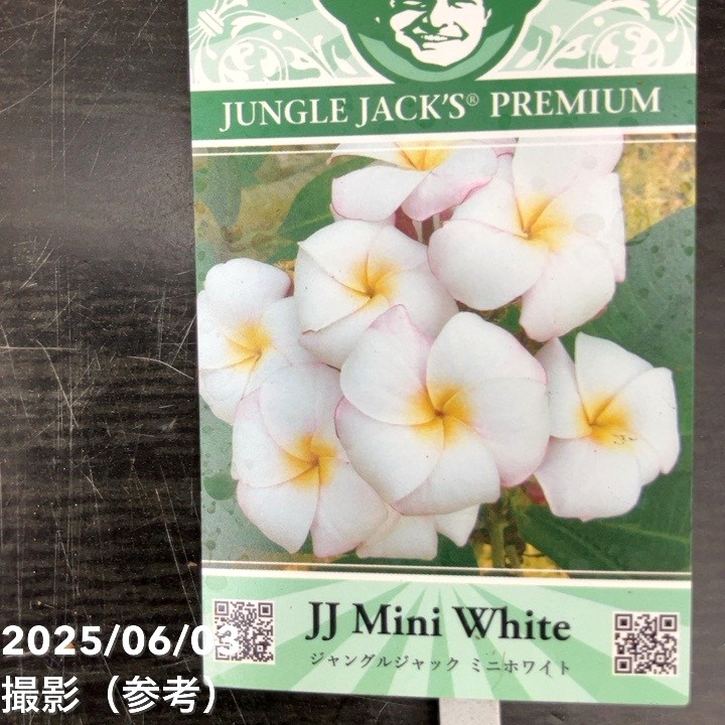 JUNGLE JACK'S® PREMIUM
JJ Mini White
ジャングルジャック ミニホワイト
2025/06/03
撮影（参考）